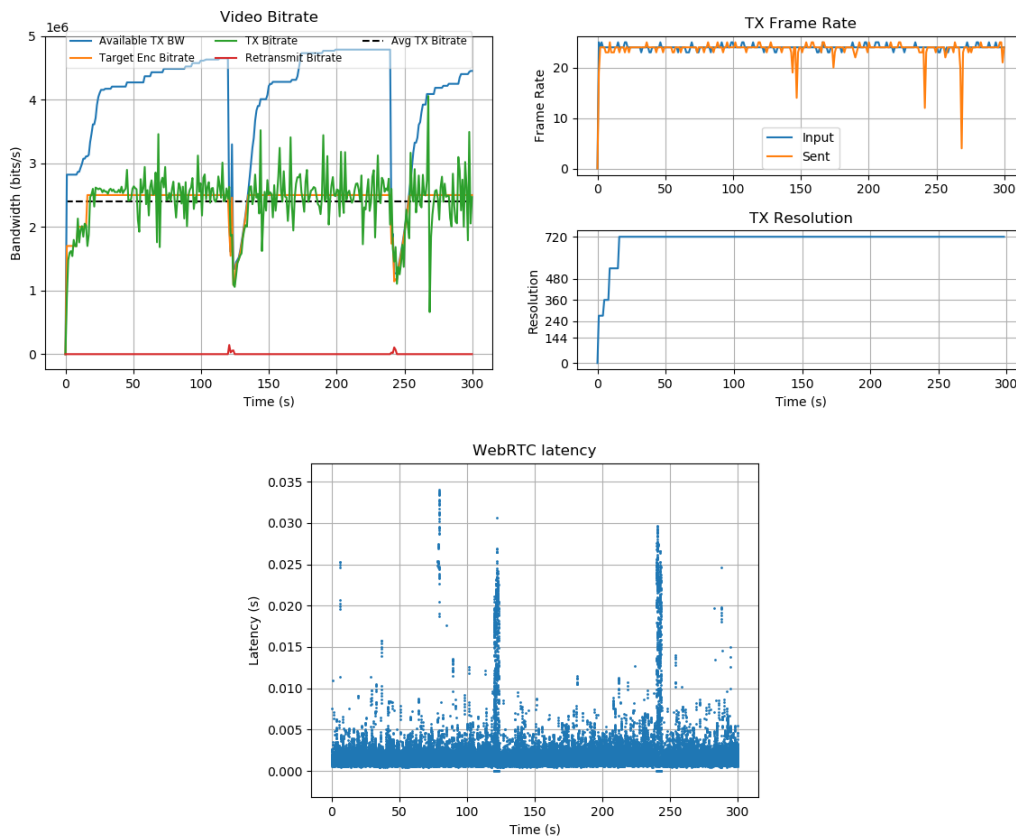 Video Bitrate
1e6
Available TX BW
Target Enc Bitrate
TX Bitrate
Retransmit Bitrate
Avg TX Bitrate
5
4
3
2
1
0
Bandwidth (bits/s)
0 50 100 150 200 250 300
Time (s)
TX Frame Rate
20
10
0
Frame Rate
Input
Sent
0 50 100 150 200 250 300
TX Resolution
720
480
360
240
144
0
Resolution
0 50 100 150 200 250 300
Time (s)
WebRTC latency
0.035
0.030
0.025
0.020
0.015
0.010
0.005
0.000
Latency (s)
0 50 100 150 200 250 300
Time (s)